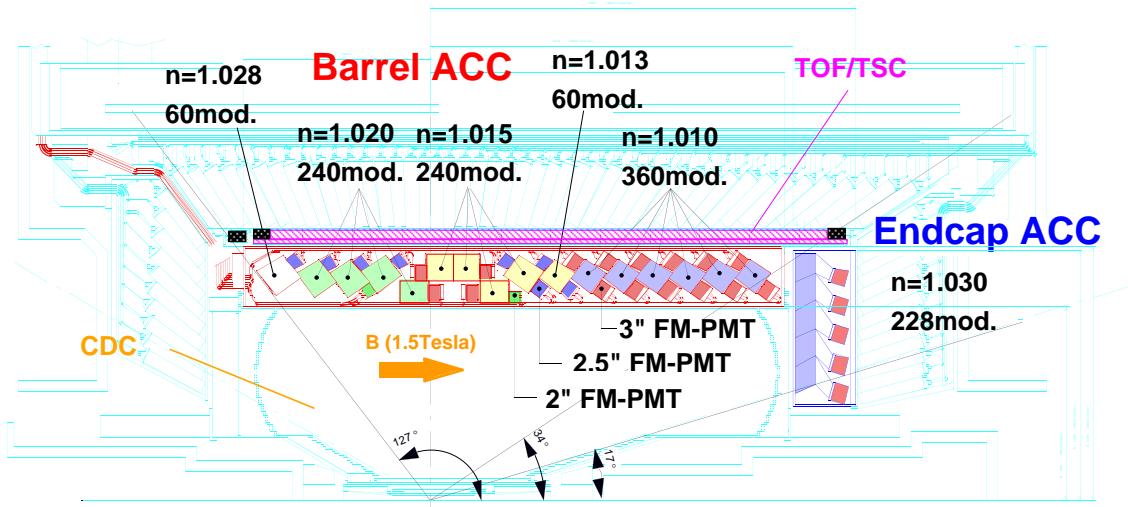 Barrel ACC
n=1.028
60mod.
n=1.020
240mod.
n=1.015
240mod.
n=1.013
60mod.
n=1.010
360mod.
TOF/TSC
Endcap ACC
n=1.030
228mod.
3" FM-PMT
2.5" FM-PMT
2" FM-PMT
CDC
B (1.5Tesla)
127°
34°
17°